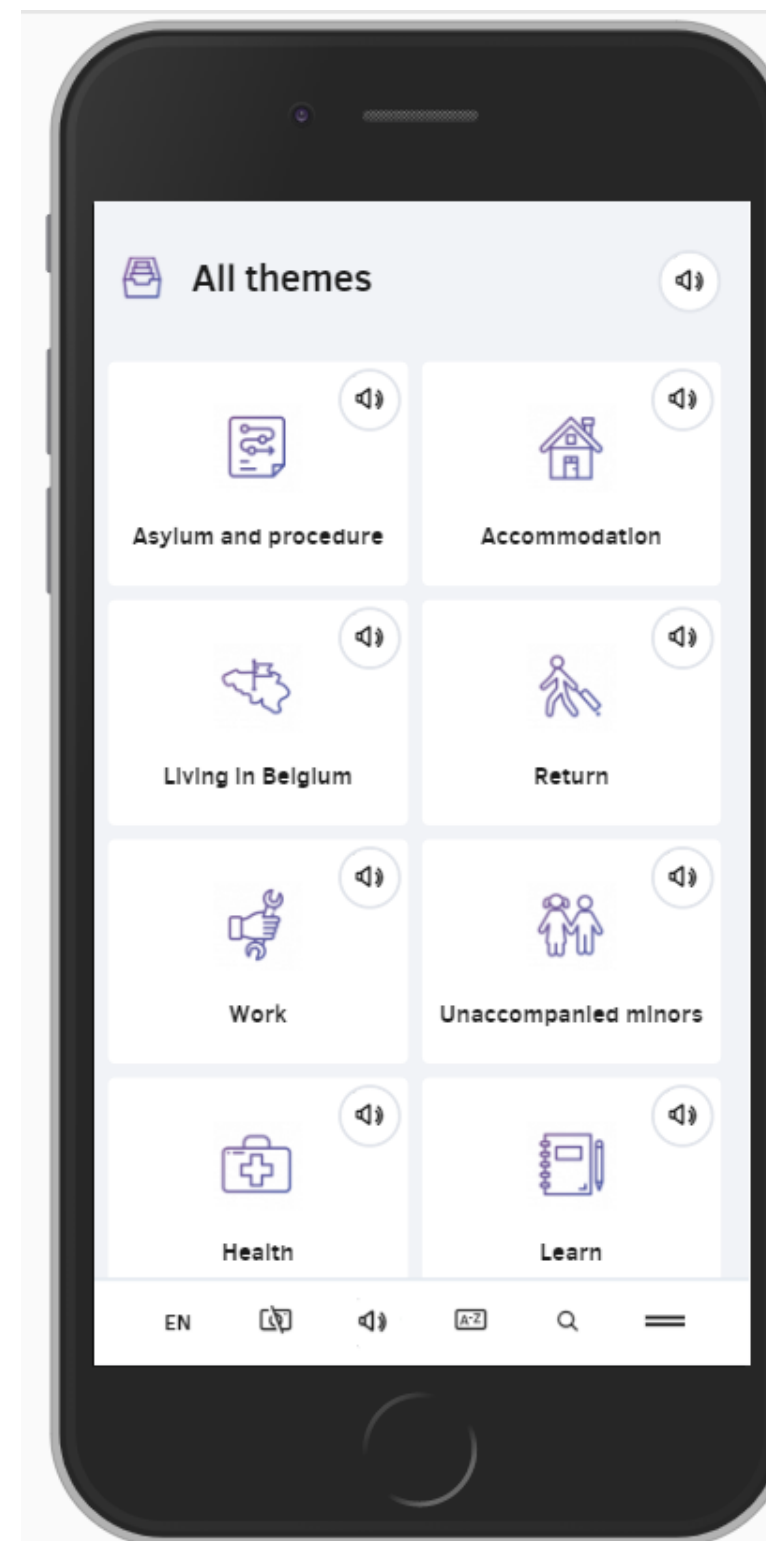 All themes
Asylum and procedure
Accommodation
Living in Belgium
Return
Work
Unaccompanied minors
Health
Learn
EN
A-Z